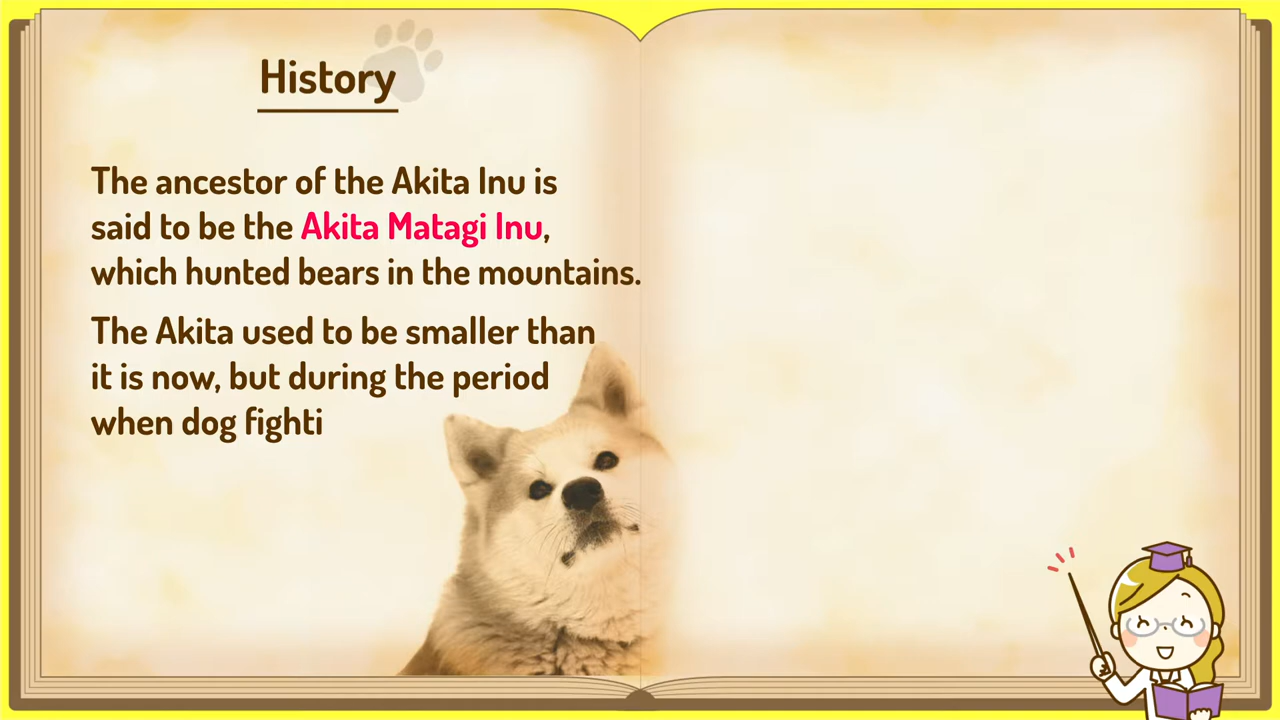 History
The ancestor of the Akita Inu is
said to be the Akita Matagi Inu,
which hunted bears in the mountains.
The Akita used to be smaller than
it is now, but during the period
when dog fighti